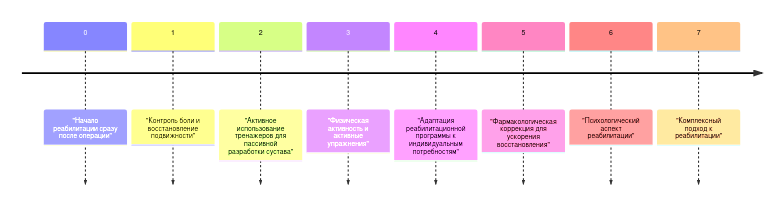 0
1
2
3
4
5
6
7
"Начало
реабилитации сразу
после операции"
"Контроль боли и
восстановление
подвижности"
"Активное
использование
тренажеров для
пассивной
разработки сустава"
"Физическая
активность и
активные
упражнения"
"Адаптация
реабилитационной
программы к
индивидуальным
потребностям"
"Фармакологическая
коррекция для
ускорения
восстановления"
"Психологический
аспект
реабилитации"
"Комплексный
подход к
реабилитации"